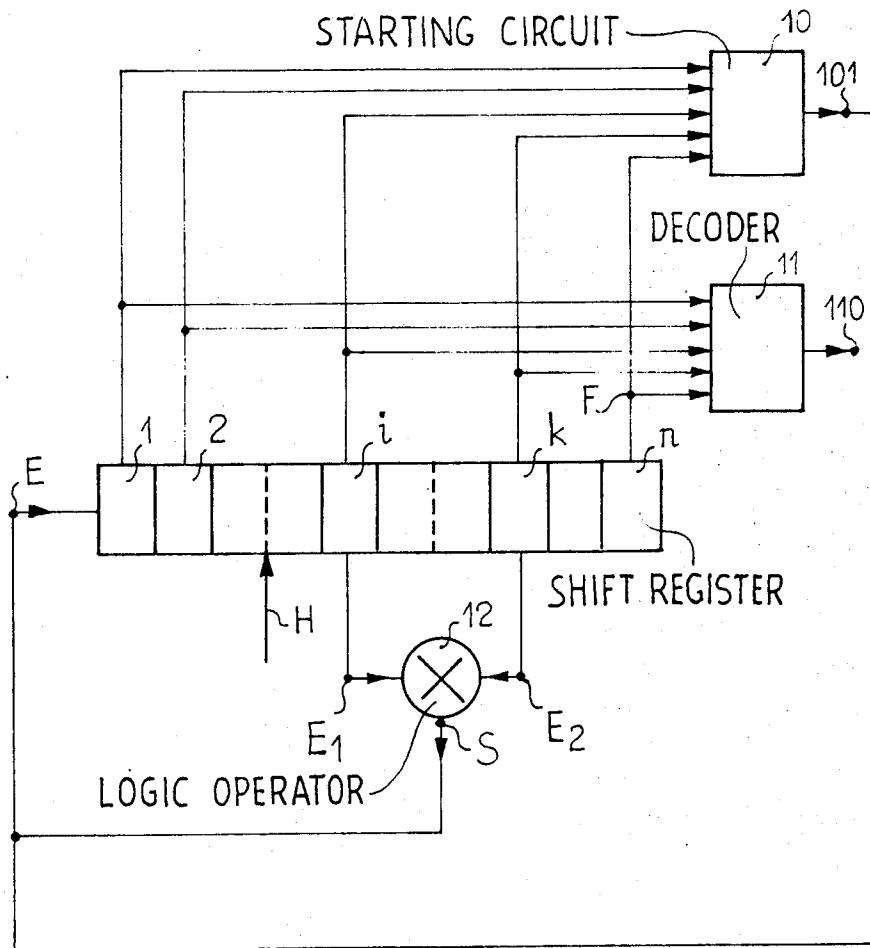 STARTING CIRCUIT
10
101
DECODER
11
110
F
1
2
i
k
n
E
H
SHIFT REGISTER
12
E1
E2
S
LOGIC OPERATOR